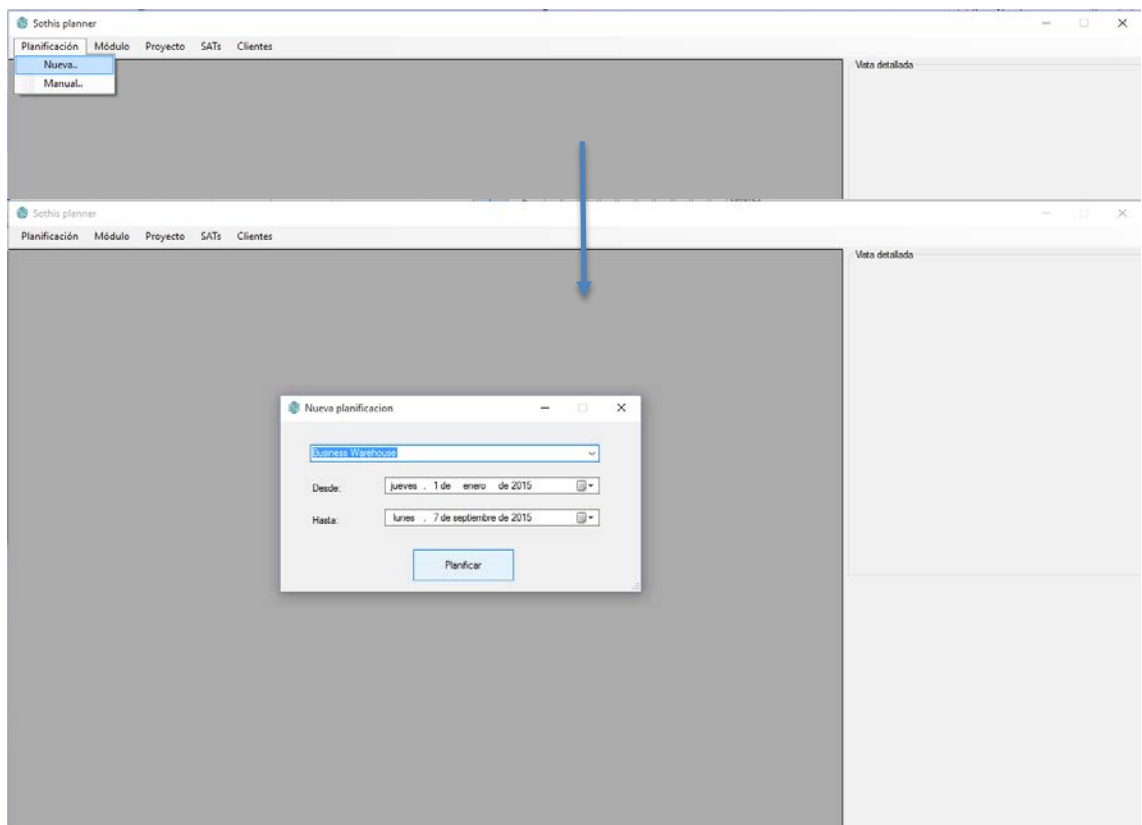 Sothis planner
Planificación Módulo Proyecto SATs Clientes
Nueva..
Manual..
Vista detallada
Sothis planner
Planificación Módulo Proyecto SATs Clientes
Vista detallada
Nueva planificacion
Business Warehouse
Desde: jueves , 1 de enero de 2015
Hasta: lunes , 7 de septiembre de 2015
Planificar